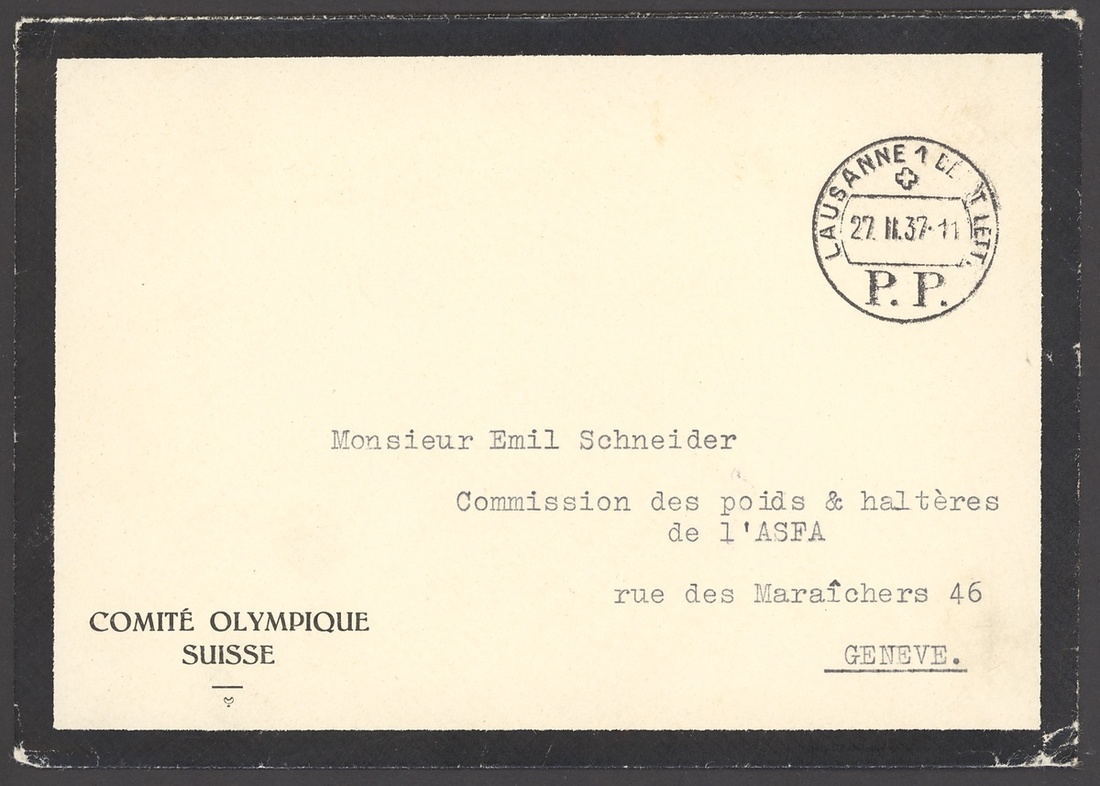 LAUSANNE 1
LETT.
27. II.37-11
P. P.
Monsieur Emil Schneider
Commission des poids & haltères
de l'ASFA
rue des Maraîchers 46
GENEVE.
COMITÉ OLYMPIQUE
SUISSE